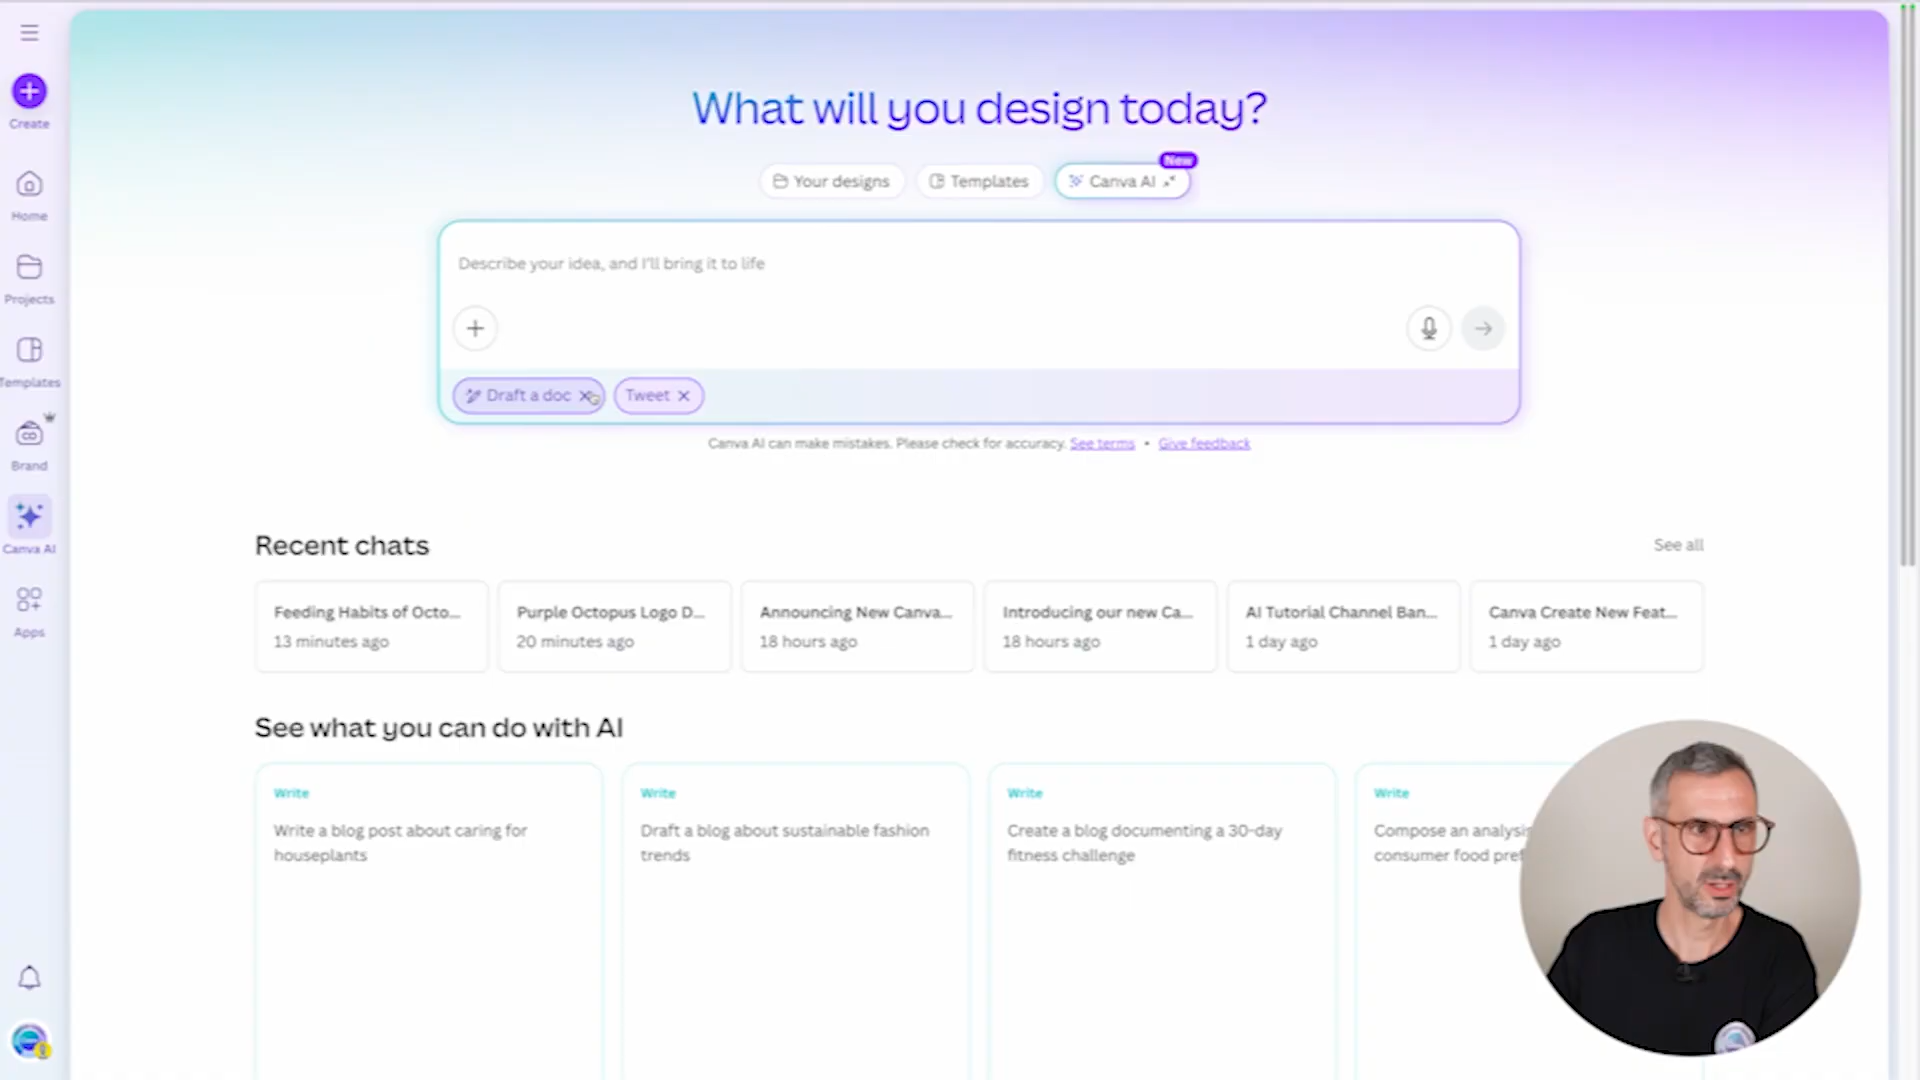 What will you design today?
New
Your designs
Templates
Canva AI
Describe your idea, and I'll bring it to life
Draft a doc
Tweet
Canva AI can make mistakes. Please check for accuracy. See terms • Give feedback
Create
Home
Projects
Templates
Brand
Canva AI
Apps
Recent chats
See all
Feeding Habits of Octo...
13 minutes ago
Purple Octopus Logo D...
20 minutes ago
Announcing New Canva...
18 hours ago
Introducing our new Ca...
18 hours ago
AI Tutorial Channel Ban...
1 day ago
Canva Create New Feat...
1 day ago
See what you can do with AI
Write
Write a blog post about caring for
houseplants
Write
Draft a blog about sustainable fashion
trends
Write
Create a blog documenting a 30-day
fitness challenge
Write
Compose an analysis
consumer food pref